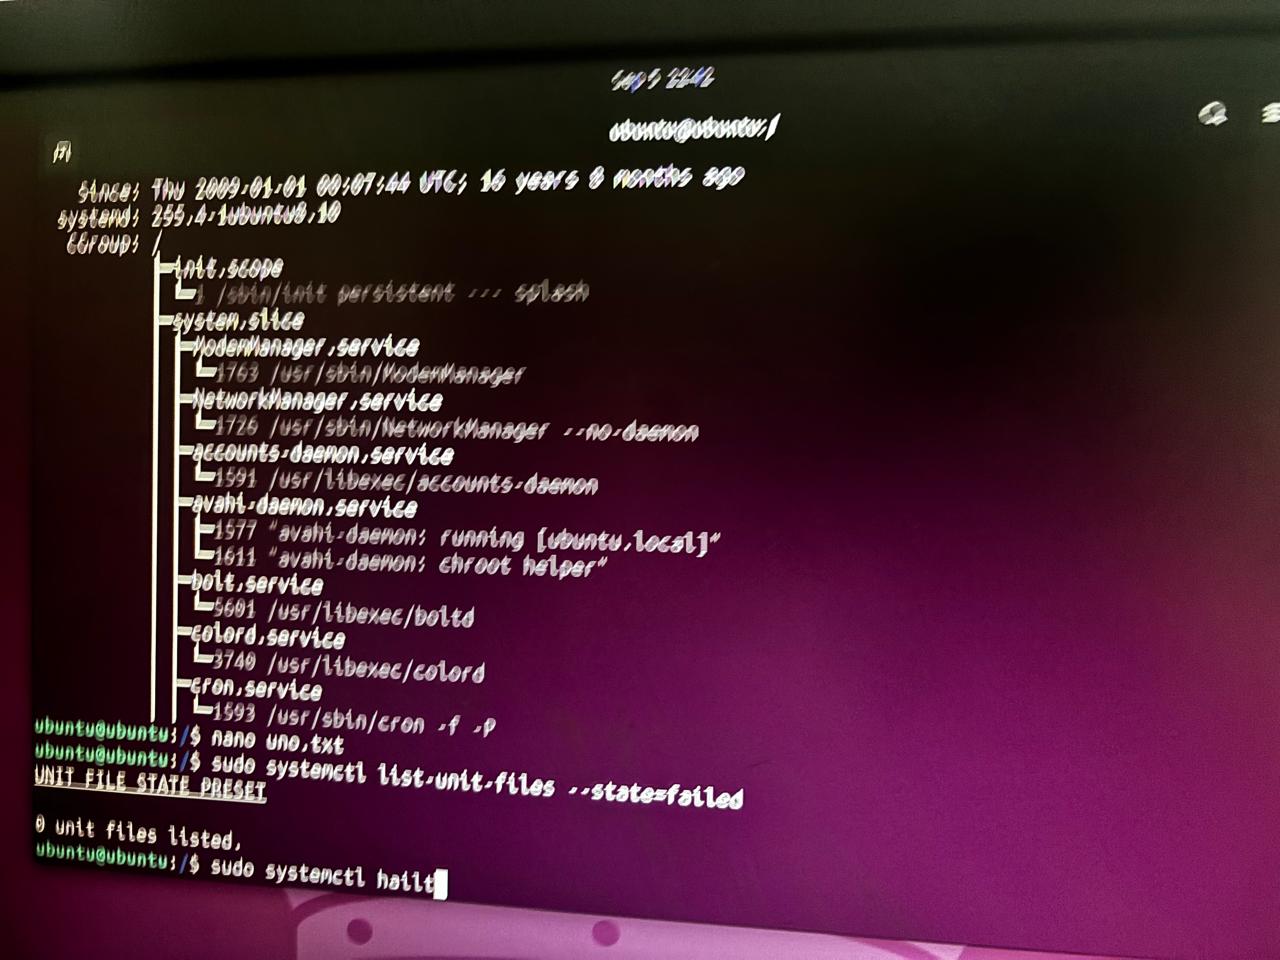 Sep 5 22:42
ubuntu@ubuntu: /
Since: Thu 2009-01-01 00:07:44 UTC; 16 years 8 months ago
systemd: 255.4-1ubuntu8.10
CGroup: /
├─init.scope
│ └─1 /sbin/init persistent --- splash
├─system.slice
├─ModemManager.service
│ └─1763 /usr/sbin/ModemManager
├─NetworkManager.service
│ └─1726 /usr/sbin/NetworkManager --no-daemon
├─accounts-daemon.service
│ └─1591 /usr/libexec/accounts-daemon
├─avahi-daemon.service
│ ├─1577 "avahi-daemon: running [ubuntu.local]"
│ └─1611 "avahi-daemon: chroot helper"
├─bolt.service
│ └─5601 /usr/libexec/boltd
├─colord.service
│ └─3740 /usr/libexec/colord
├─cron.service
│ └─1593 /usr/sbin/cron -f -P
ubuntu@ubuntu:/$ nano uno.txt
ubuntu@ubuntu:/$ sudo systemctl list-unit-files --state=failed
UNIT FILE STATE PRESET
0 unit files listed.
ubuntu@ubuntu:/$ sudo systemctl hailt